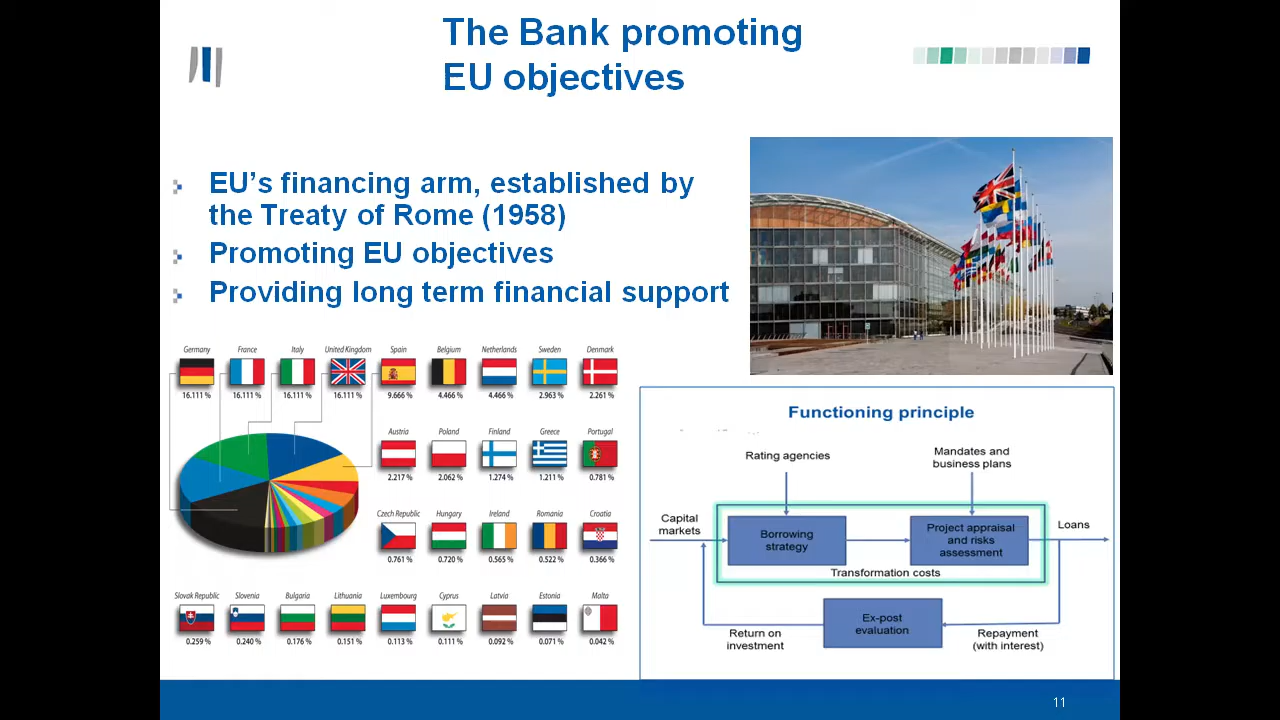 The Bank promoting
EU objectives
EU’s financing arm, established by
the Treaty of Rome (1958)
Promoting EU objectives
Providing long term financial support
Germany France Italy United Kingdom Spain Belgium Netherlands Sweden Denmark
16.111 % 16.111 % 16.111 % 16.111 % 9.666 % 4.466 % 4.466 % 2.963 % 2.261 %
Austria Poland Finland Greece Portugal
2.217 % 2.062 % 1.274 % 1.211 % 0.781 %
Czech Republic Hungary Ireland Romania Croatia
0.761 % 0.720 % 0.565 % 0.522 % 0.366 %
Slovak Republic Slovenia Bulgaria Lithuania Luxembourg Cyprus Latvia Estonia Malta
0.259 % 0.240 % 0.176 % 0.151 % 0.113 % 0.111 % 0.092 % 0.071 % 0.042 %
Functioning principle
Rating agencies
Mandates and
business plans
Capital
markets
Borrowing
strategy
Project appraisal
and risks
assessment
Loans
Transformation costs
Ex-post
evaluation
Return on
investment
Repayment
(with interest)
11